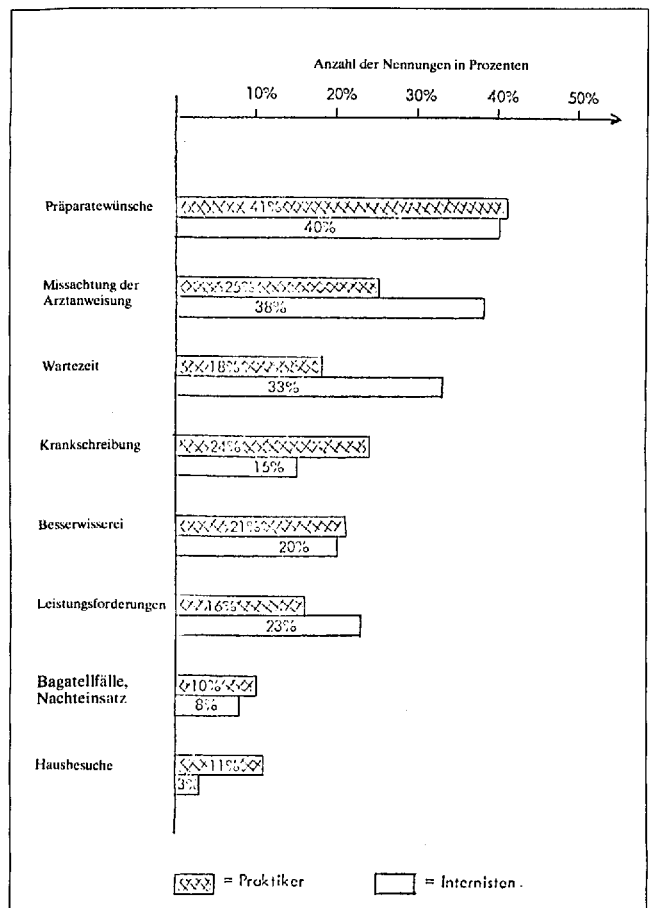 Anzahl der Nennungen in Prozenten
10% 20% 30% 40% 50%
Präparatewünsche
41%
40%
Missachtung der
Arztanweisung
25%
38%
Wartezeit
18%
33%
Krankschreibung
24%
15%
Besserwisserei
21%
20%
Leistungsforderungen
16%
23%
Bagatellfälle,
Nachteinsatz
10%
8%
Hausbesuche
11%
3%
= Praktiker = Internisten.